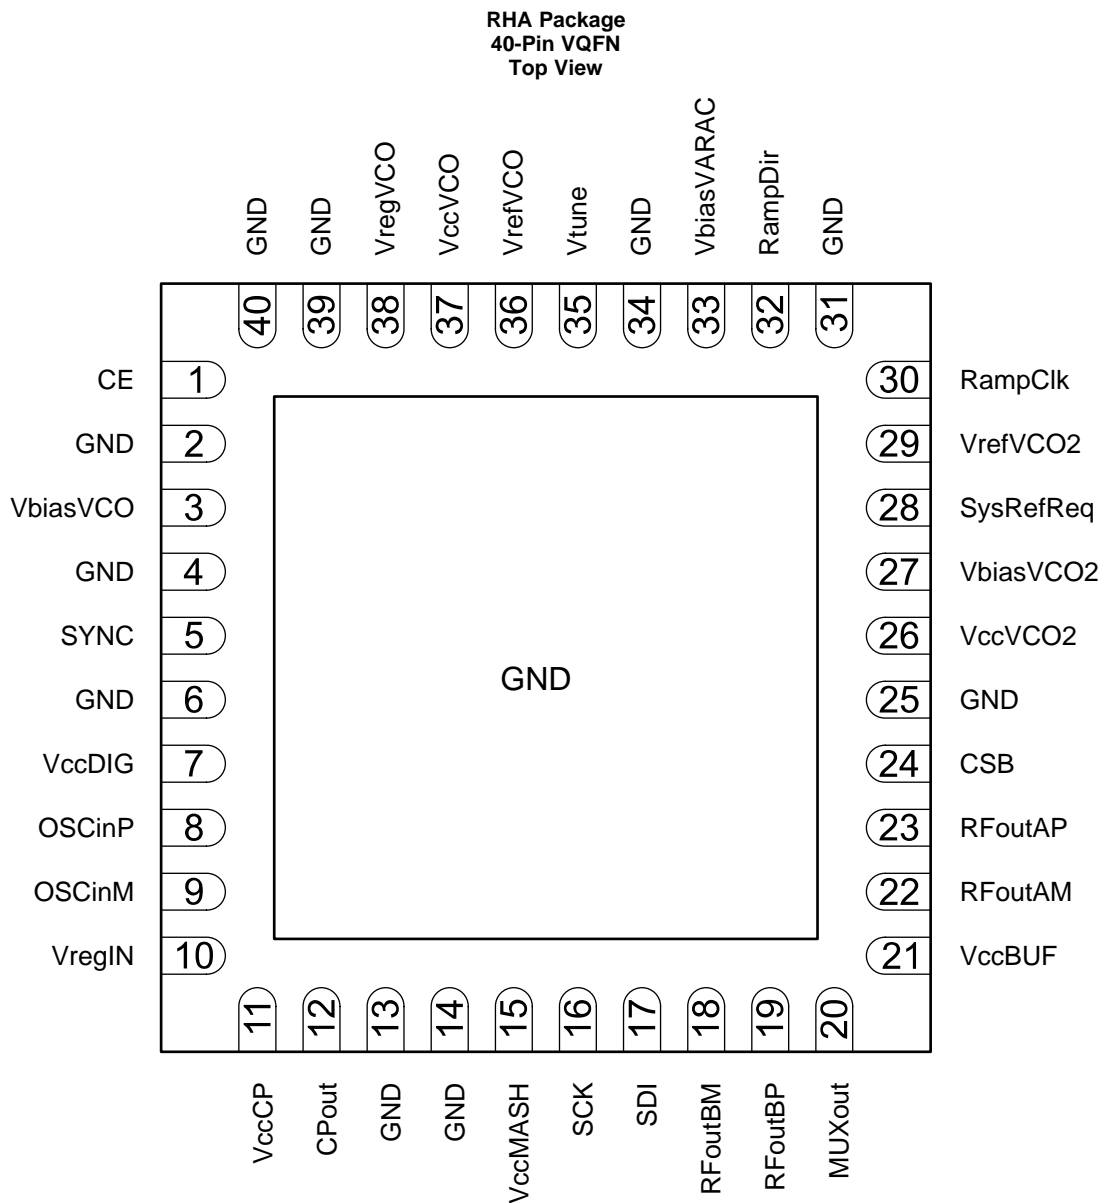 RHA Package
40-Pin VQFN
Top View
GND
GND
VregVCO
VccVCO
VrefVCO
Vtune
GND
VbiasVARAC
RampDir
GND
40
39
38
37
36
35
34
33
32
31
CE 1
GND 2
VbiasVCO 3
GND 4
SYNC 5
GND 6
VccDIG 7
OSCinP 8
OSCinM 9
VregIN 10
GND
30 RampClk
29 VrefVCO2
28 SysRefReq
27 VbiasVCO2
26 VccVCO2
25 GND
24 CSB
23 RFoutAP
22 RFoutAM
21 VccBUF
11
12
13
14
15
16
17
18
19
20
VccCP
CPout
GND
GND
VccMASH
SCK
SDI
RFoutBM
RFoutBP
MUXout